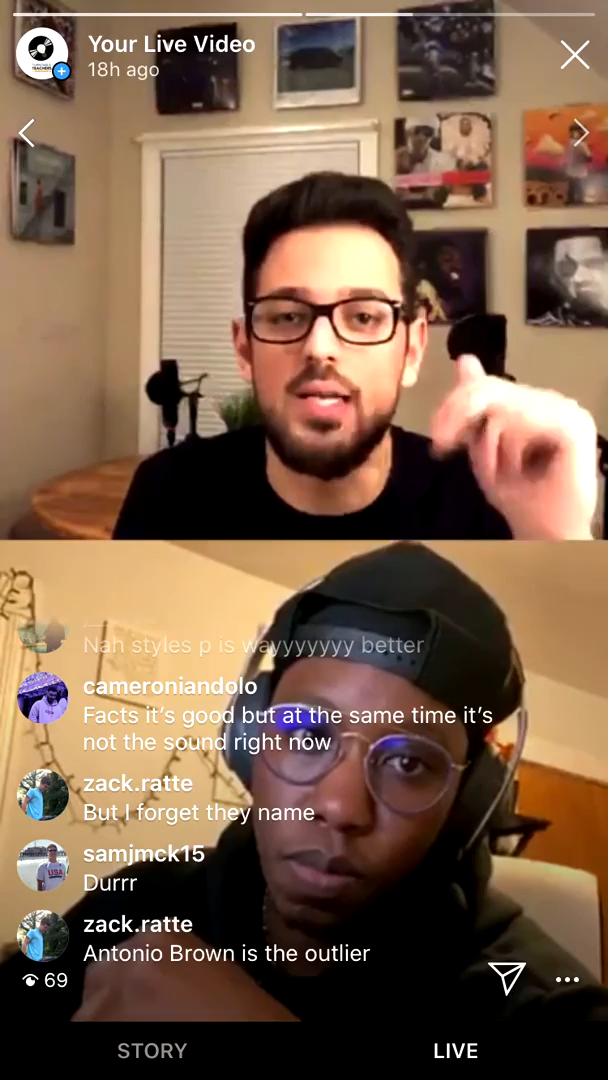 Your Live Video
18h ago
TEACHERS
Nah styles p is wayyyyyyy better
cameroniandolo
Facts it’s good but at the same time it’s
not the sound right now
zack.ratte
But I forget they name
samjmck15
USA
Durrr
zack.ratte
Antonio Brown is the outlier
69
STORY
LIVE